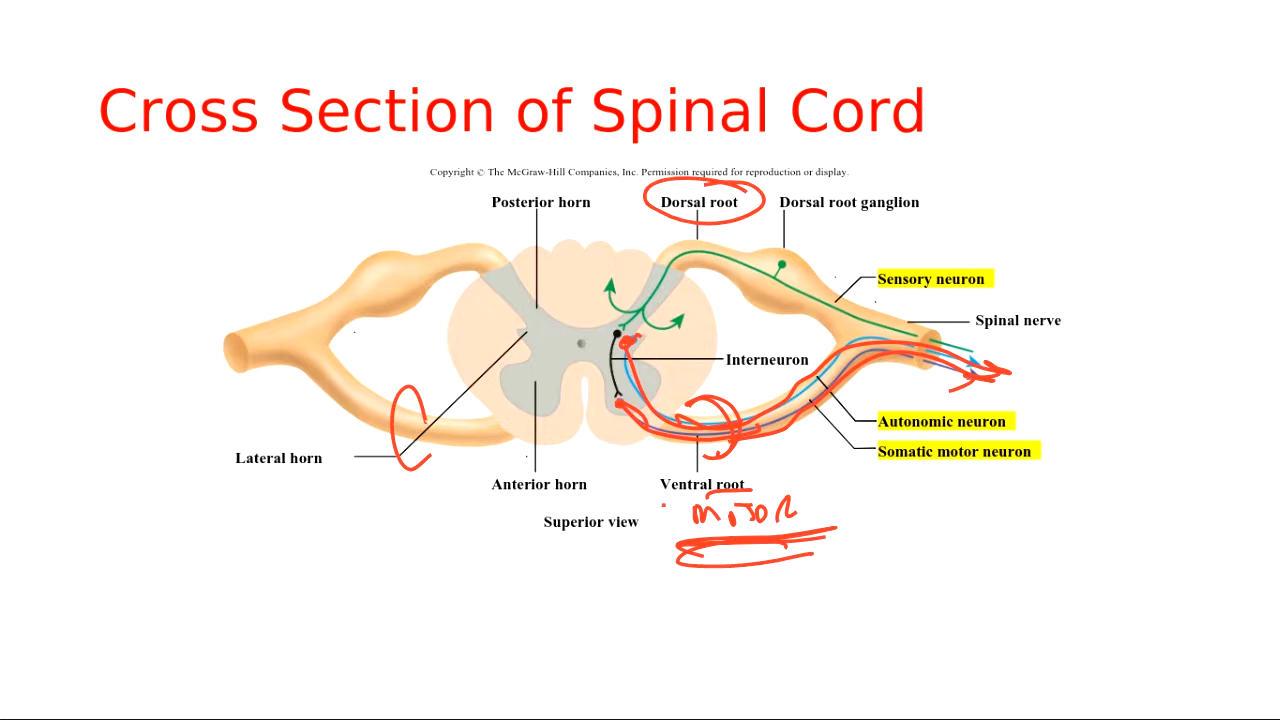 Cross Section of Spinal Cord
Copyright © The McGraw-Hill Companies, Inc. Permission required for reproduction or display.
Posterior horn
Dorsal root
Dorsal root ganglion
Sensory neuron
Spinal nerve
Interneuron
Autonomic neuron
Somatic motor neuron
Lateral horn
Anterior horn
Ventral root
Superior view
MOTOR